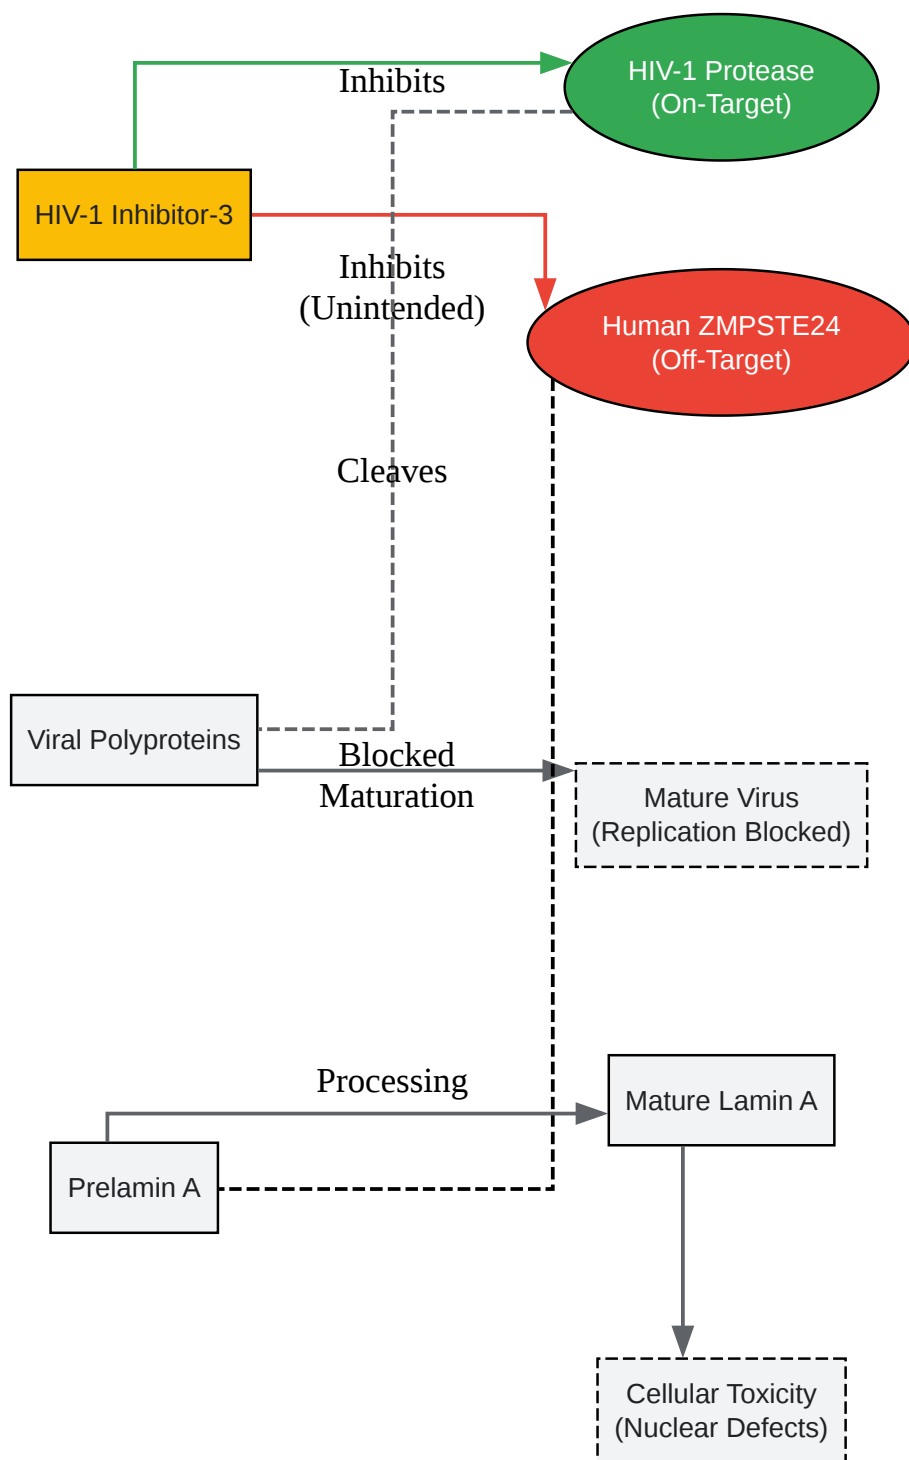 HIV-1 Protease
(On-Target)
Inhibits
HIV-1 Inhibitor-3
Inhibits
(Unintended)
Human ZMPSTE24
(Off-Target)
Cleaves
Viral Polyproteins
Blocked
Maturation
Mature Virus
(Replication Blocked)
Processing
Mature Lamin A
Prelamin A
Cellular Toxicity
(Nuclear Defects)